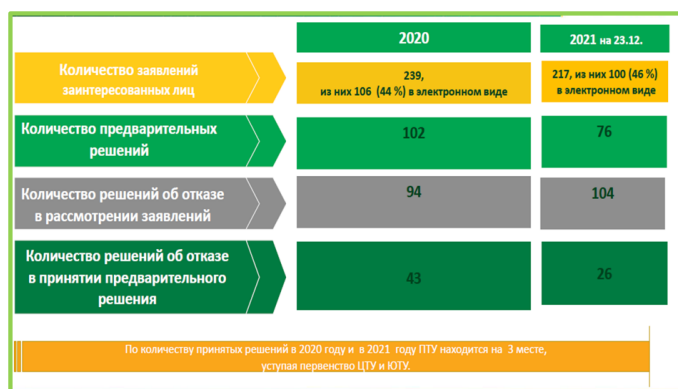 2020
2021 на 23.12.
Количество заявлений
заинтересованных лиц
239,
из них 106 (44 %) в электронном виде
217, из них 100 (46 %)
в электронном виде
Количество предварительных
решений
102
76
Количество решений об отказе
в рассмотрении заявлений
94
104
Количество решений об отказе
в принятии предварительного
решения
43
26
По количеству принятых решений в 2020 году и в 2021 году ПТУ находится на 3 месте,
уступая первенство ЦТУ и ЮТУ.